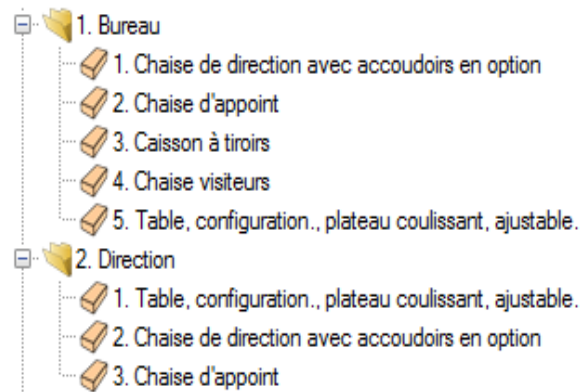 1. Bureau
1. Chaise de direction avec accoudoirs en option
2. Chaise d'appoint
3. Caisson à tiroirs
4. Chaise visiteurs
5. Table, configuration., plateau coulissant, ajustable.
2. Direction
1. Table, configuration., plateau coulissant, ajustable.
2. Chaise de direction avec accoudoirs en option
3. Chaise d'appoint